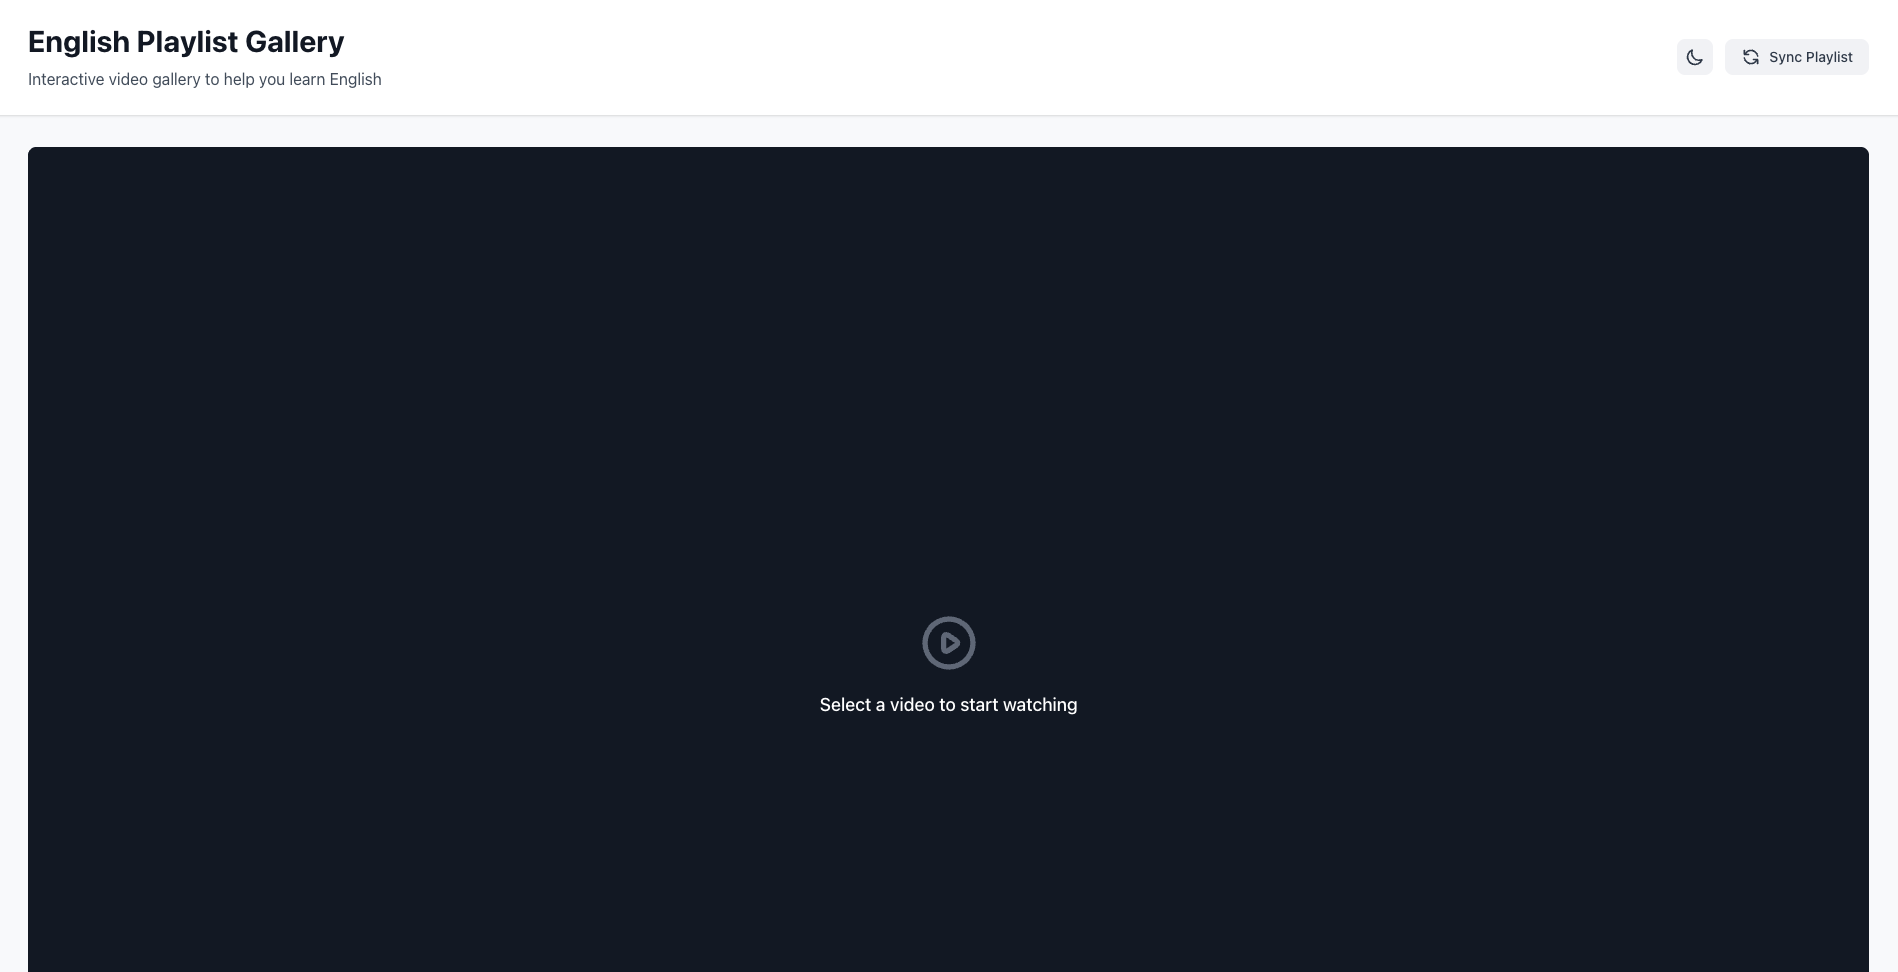 English Playlist Gallery
Interactive video gallery to help you learn English
Sync Playlist
Select a video to start watching